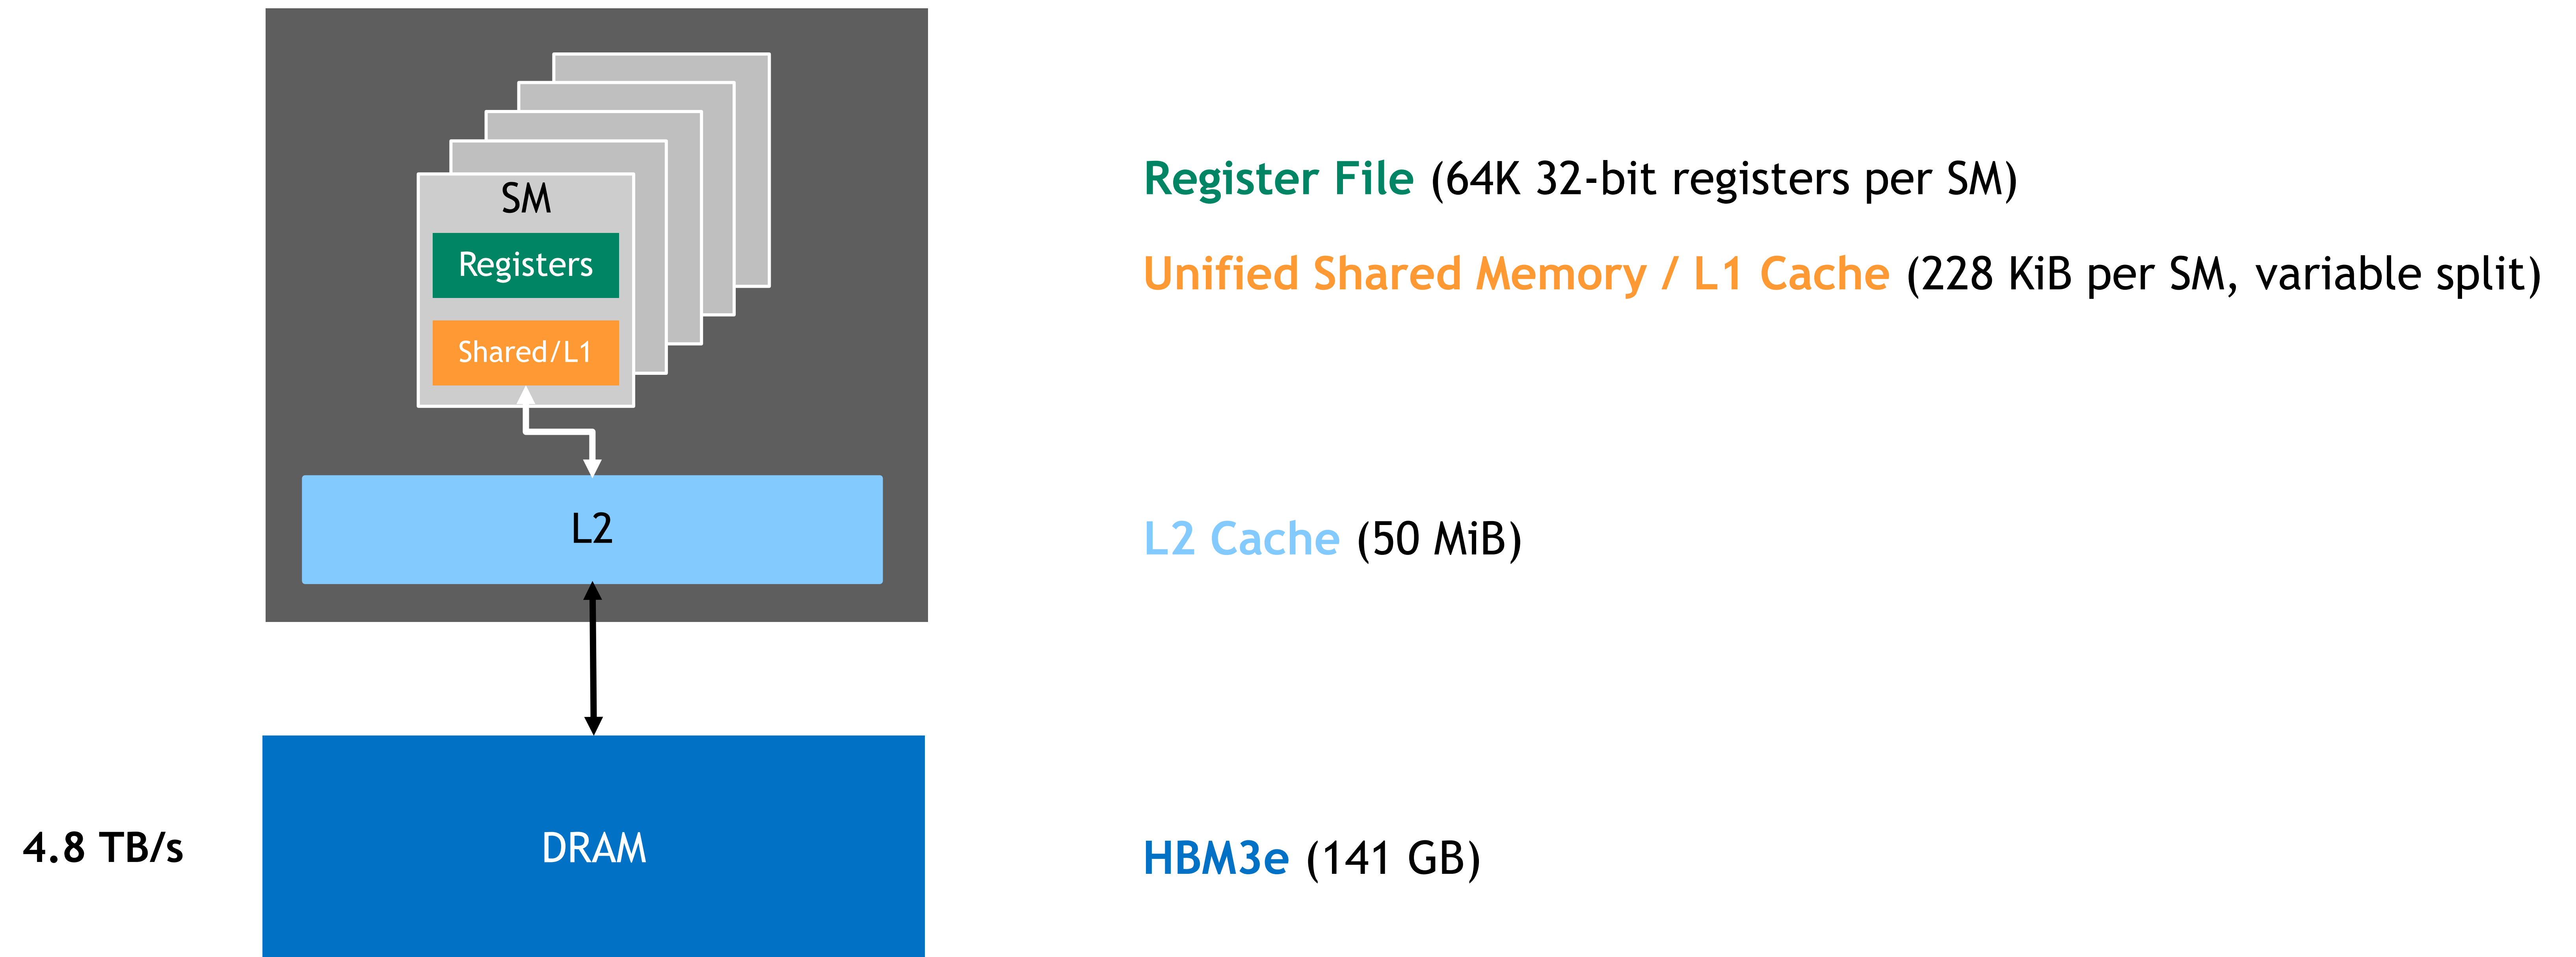 SM
Registers
Shared/L1
L2
4.8 TB/s
DRAM
Register File (64K 32-bit registers per SM)
Unified Shared Memory / L1 Cache (228 KiB per SM, variable split)
L2 Cache (50 MiB)
HBM3e (141 GB)